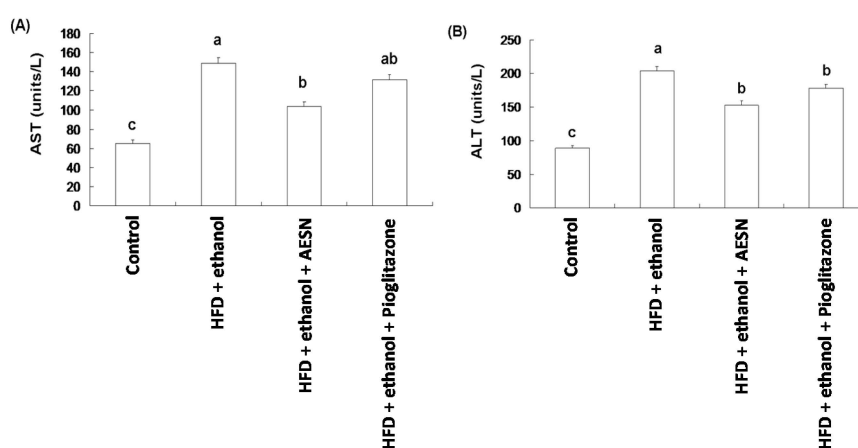 (A)
AST (units/L)
180
160
140
120
100
80
60
40
20
0
c
a
b
ab
Control
HFD + ethanol
HFD + ethanol + AESN
HFD + ethanol + Pioglitazone
(B)
ALT (units/L)
250
200
150
100
50
0
c
a
b
b
Control
HFD + ethanol
HFD + ethanol + AESN
HFD + ethanol + Pioglitazone